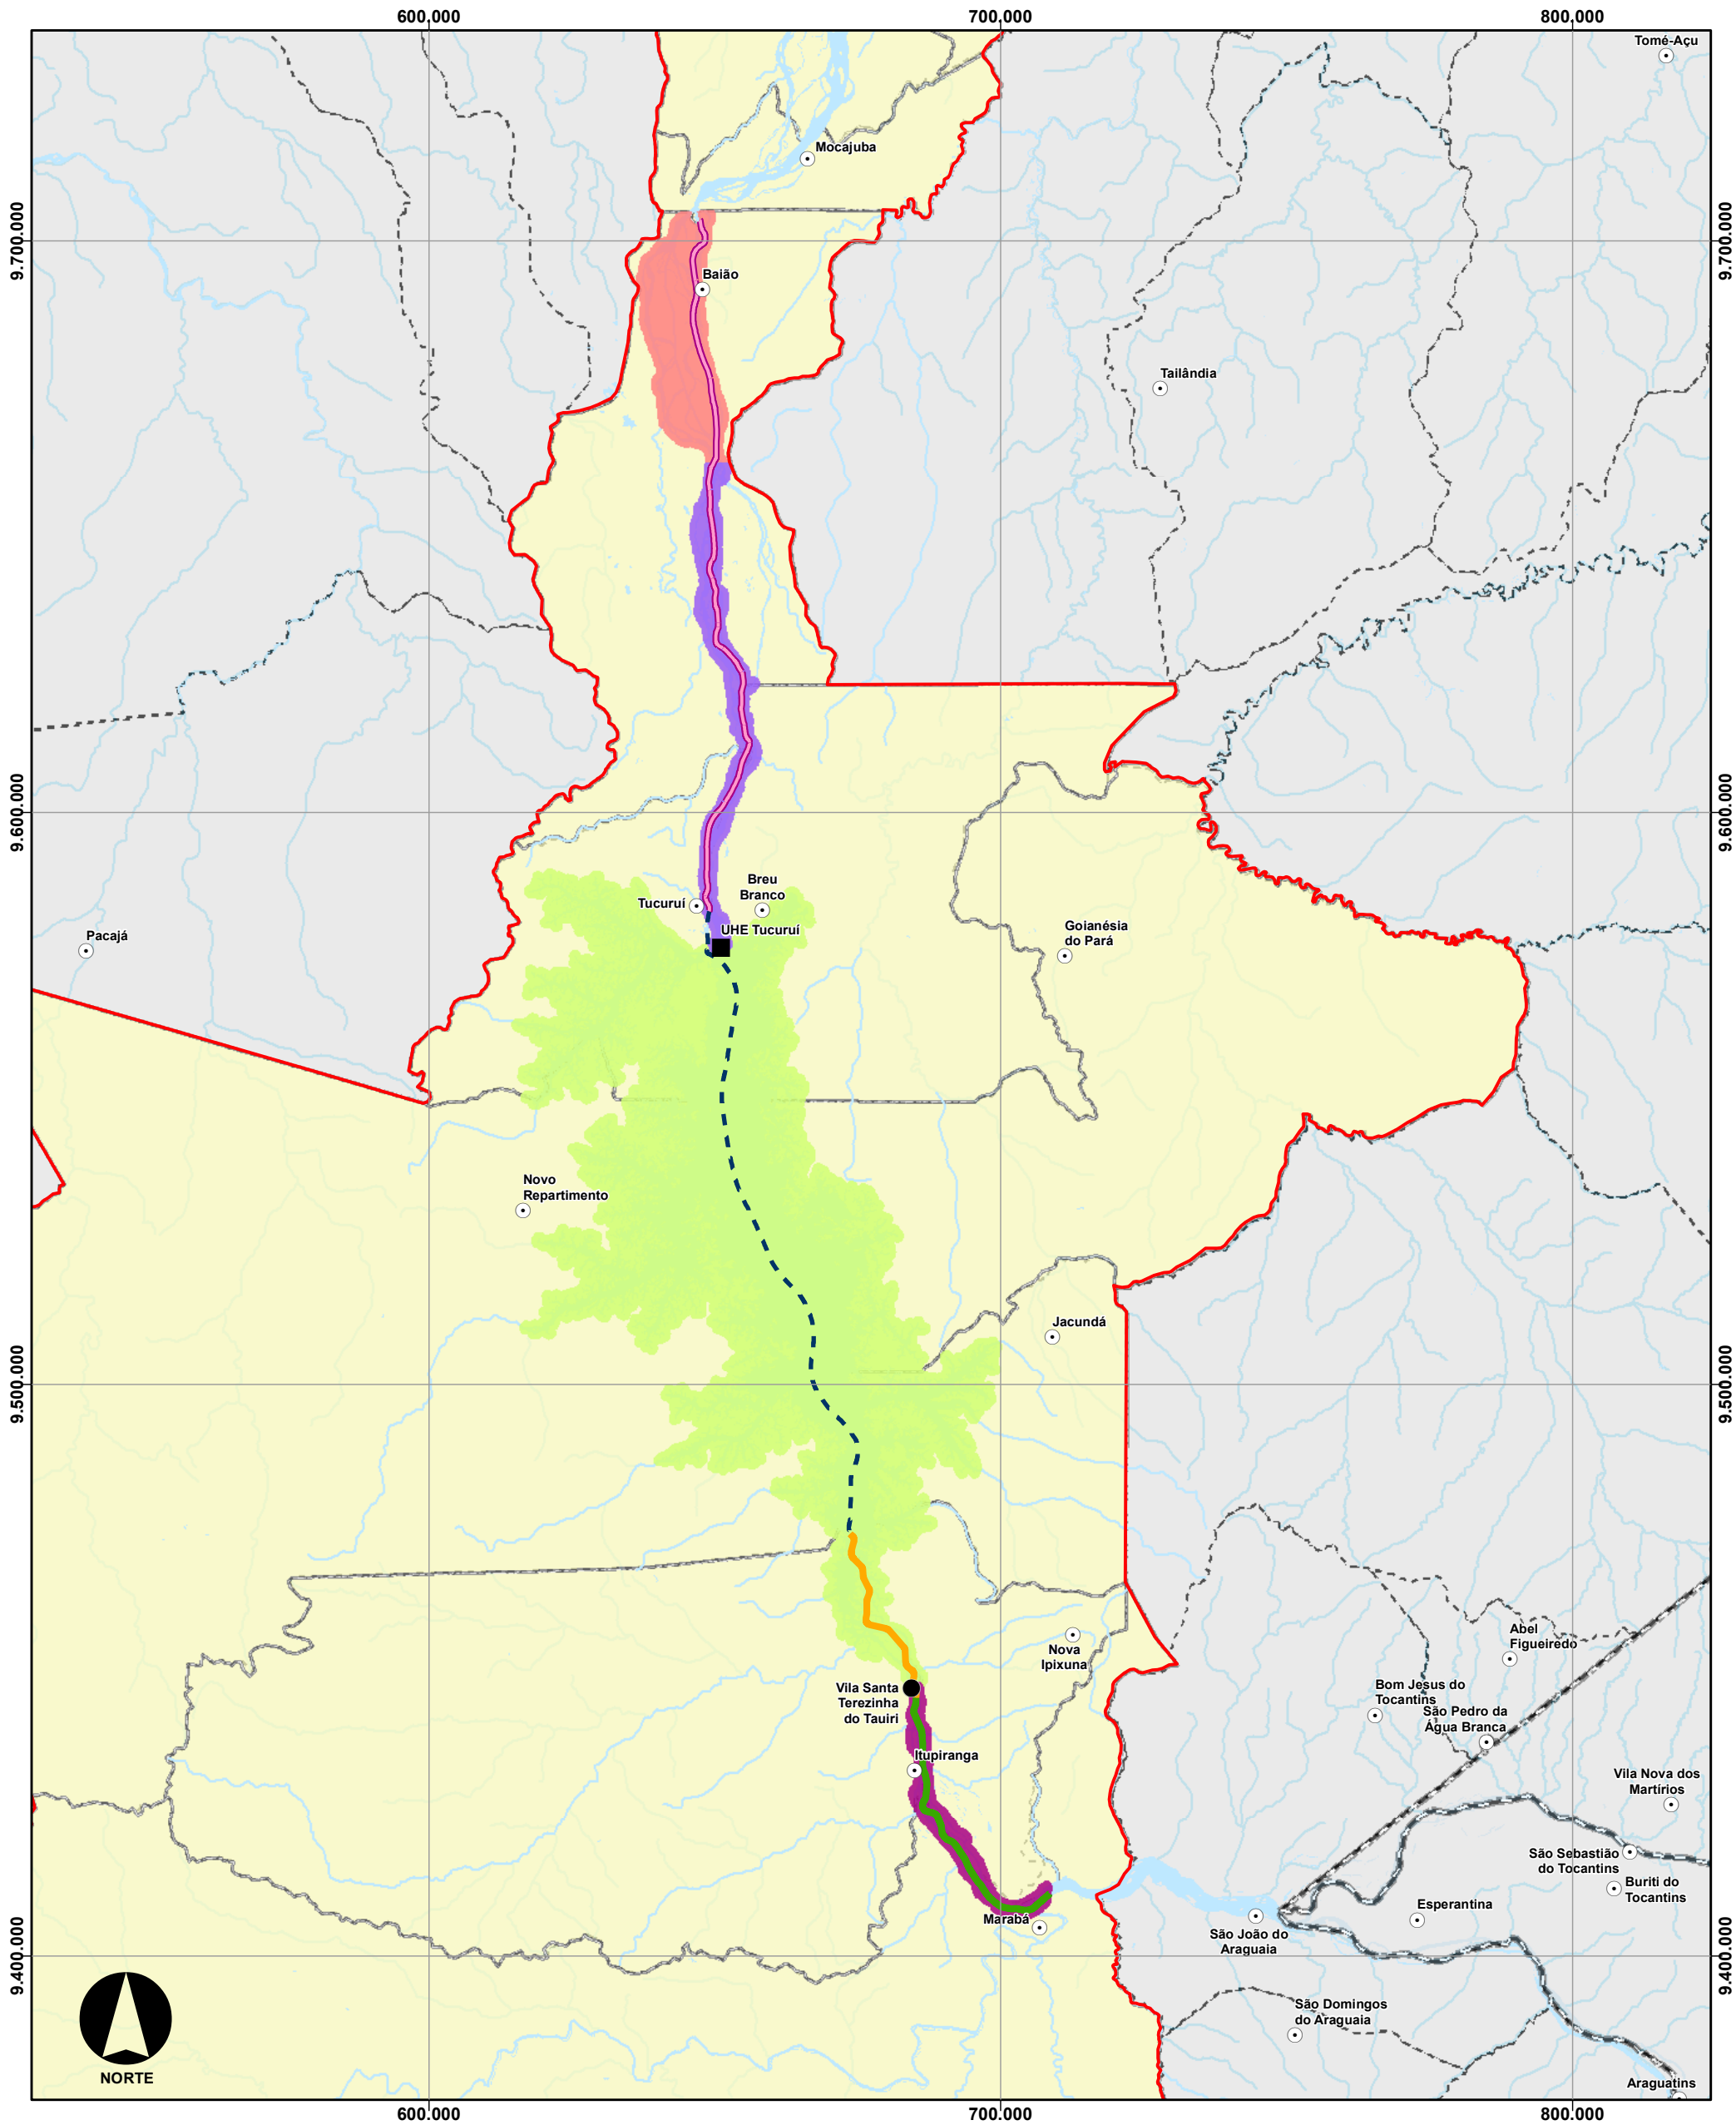 600.000
700.000
800.000
Tomé-Açu
Mocajuba
9.700.000
9.700.000
Baião
Tailândia
9.600.000
9.600.000
Breu
Branco
Tucuruí
UHE Tucuruí
Goianésia
do Pará
Pacajá
Novo
Repartimento
Jacundá
9.500.000
9.500.000
Nova
Ipixuna
Abel
Figueiredo
Vila Santa
Terezinha
do Tauiri
Bom Jesus do
Tocantins
São Pedro da
Água Branca
Itupiranga
Vila Nova dos
Martírios
São Sebastião
do Tocantins
Buriti do
Tocantins
Esperantina
Marabá
São João do
Araguaia
9.400.000
9.400.000
São Domingos
do Araguaia
NORTE
Araguatins
600.000
700.000
800.000